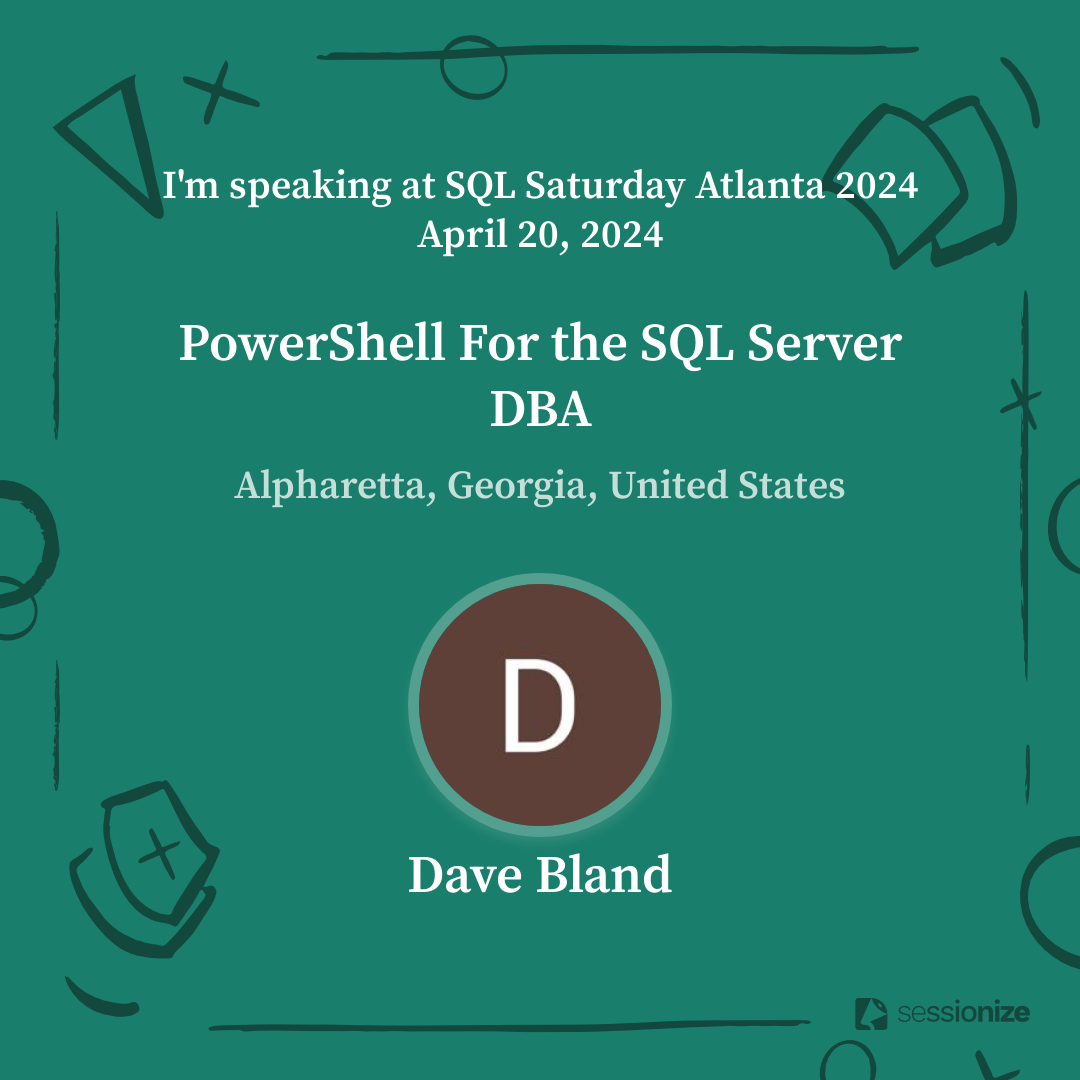 I'm speaking at SQL Saturday Atlanta 2024
April 20, 2024
PowerShell For the SQL Server
DBA
Alpharetta, Georgia, United States
D
Dave Bland
sessionize